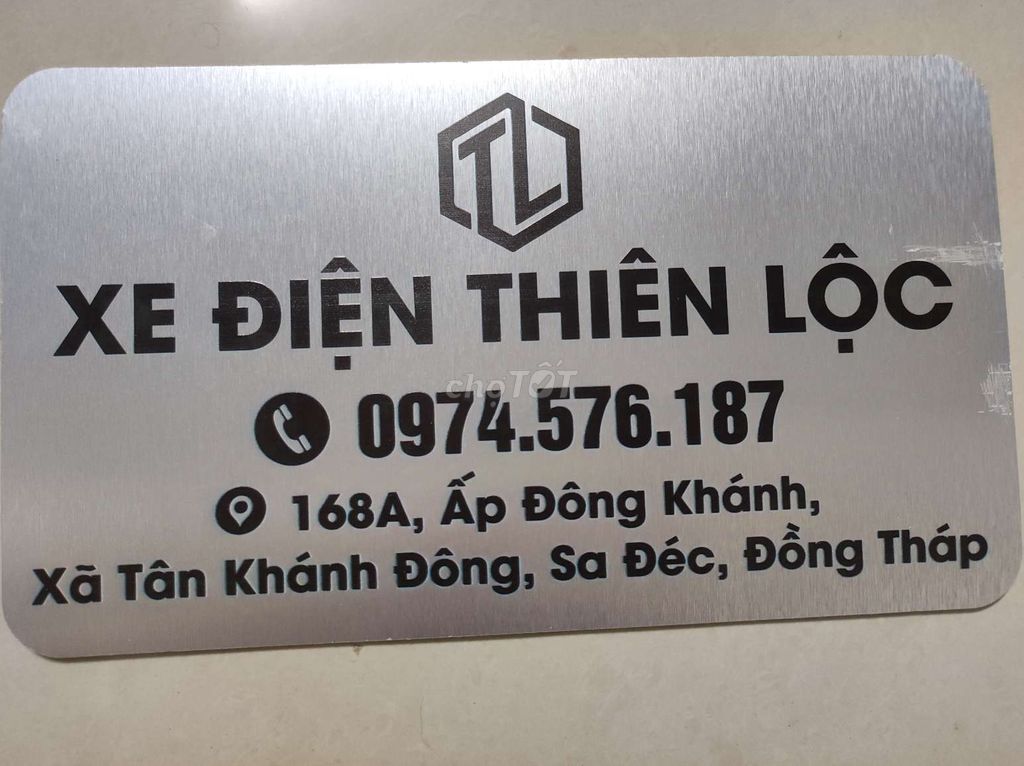 TL
XE ĐIỆN THIÊN LỘC
chợTỐT
0974.576.187
168A, Ấp Đông Khánh,
Xã Tân Khánh Đông, Sa Đéc, Đồng Tháp